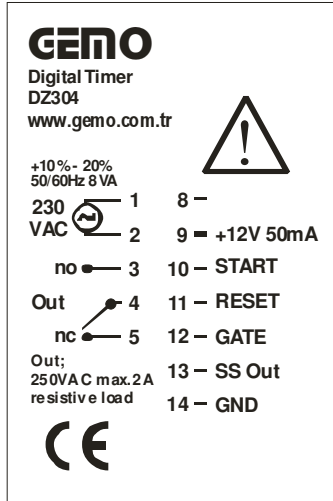 GEMO
Digital Timer
DZ304
www.gemo.com.tr
+10%- 20%
50/60Hz 8VA
230
VAC
1
2
no 3
Out 4
nc 5
Out;
250VAC max.2A
resistive load
CE
!
8
9 +12V 50mA
10 START
11 RESET
12 GATE
13 SS Out
14 GND